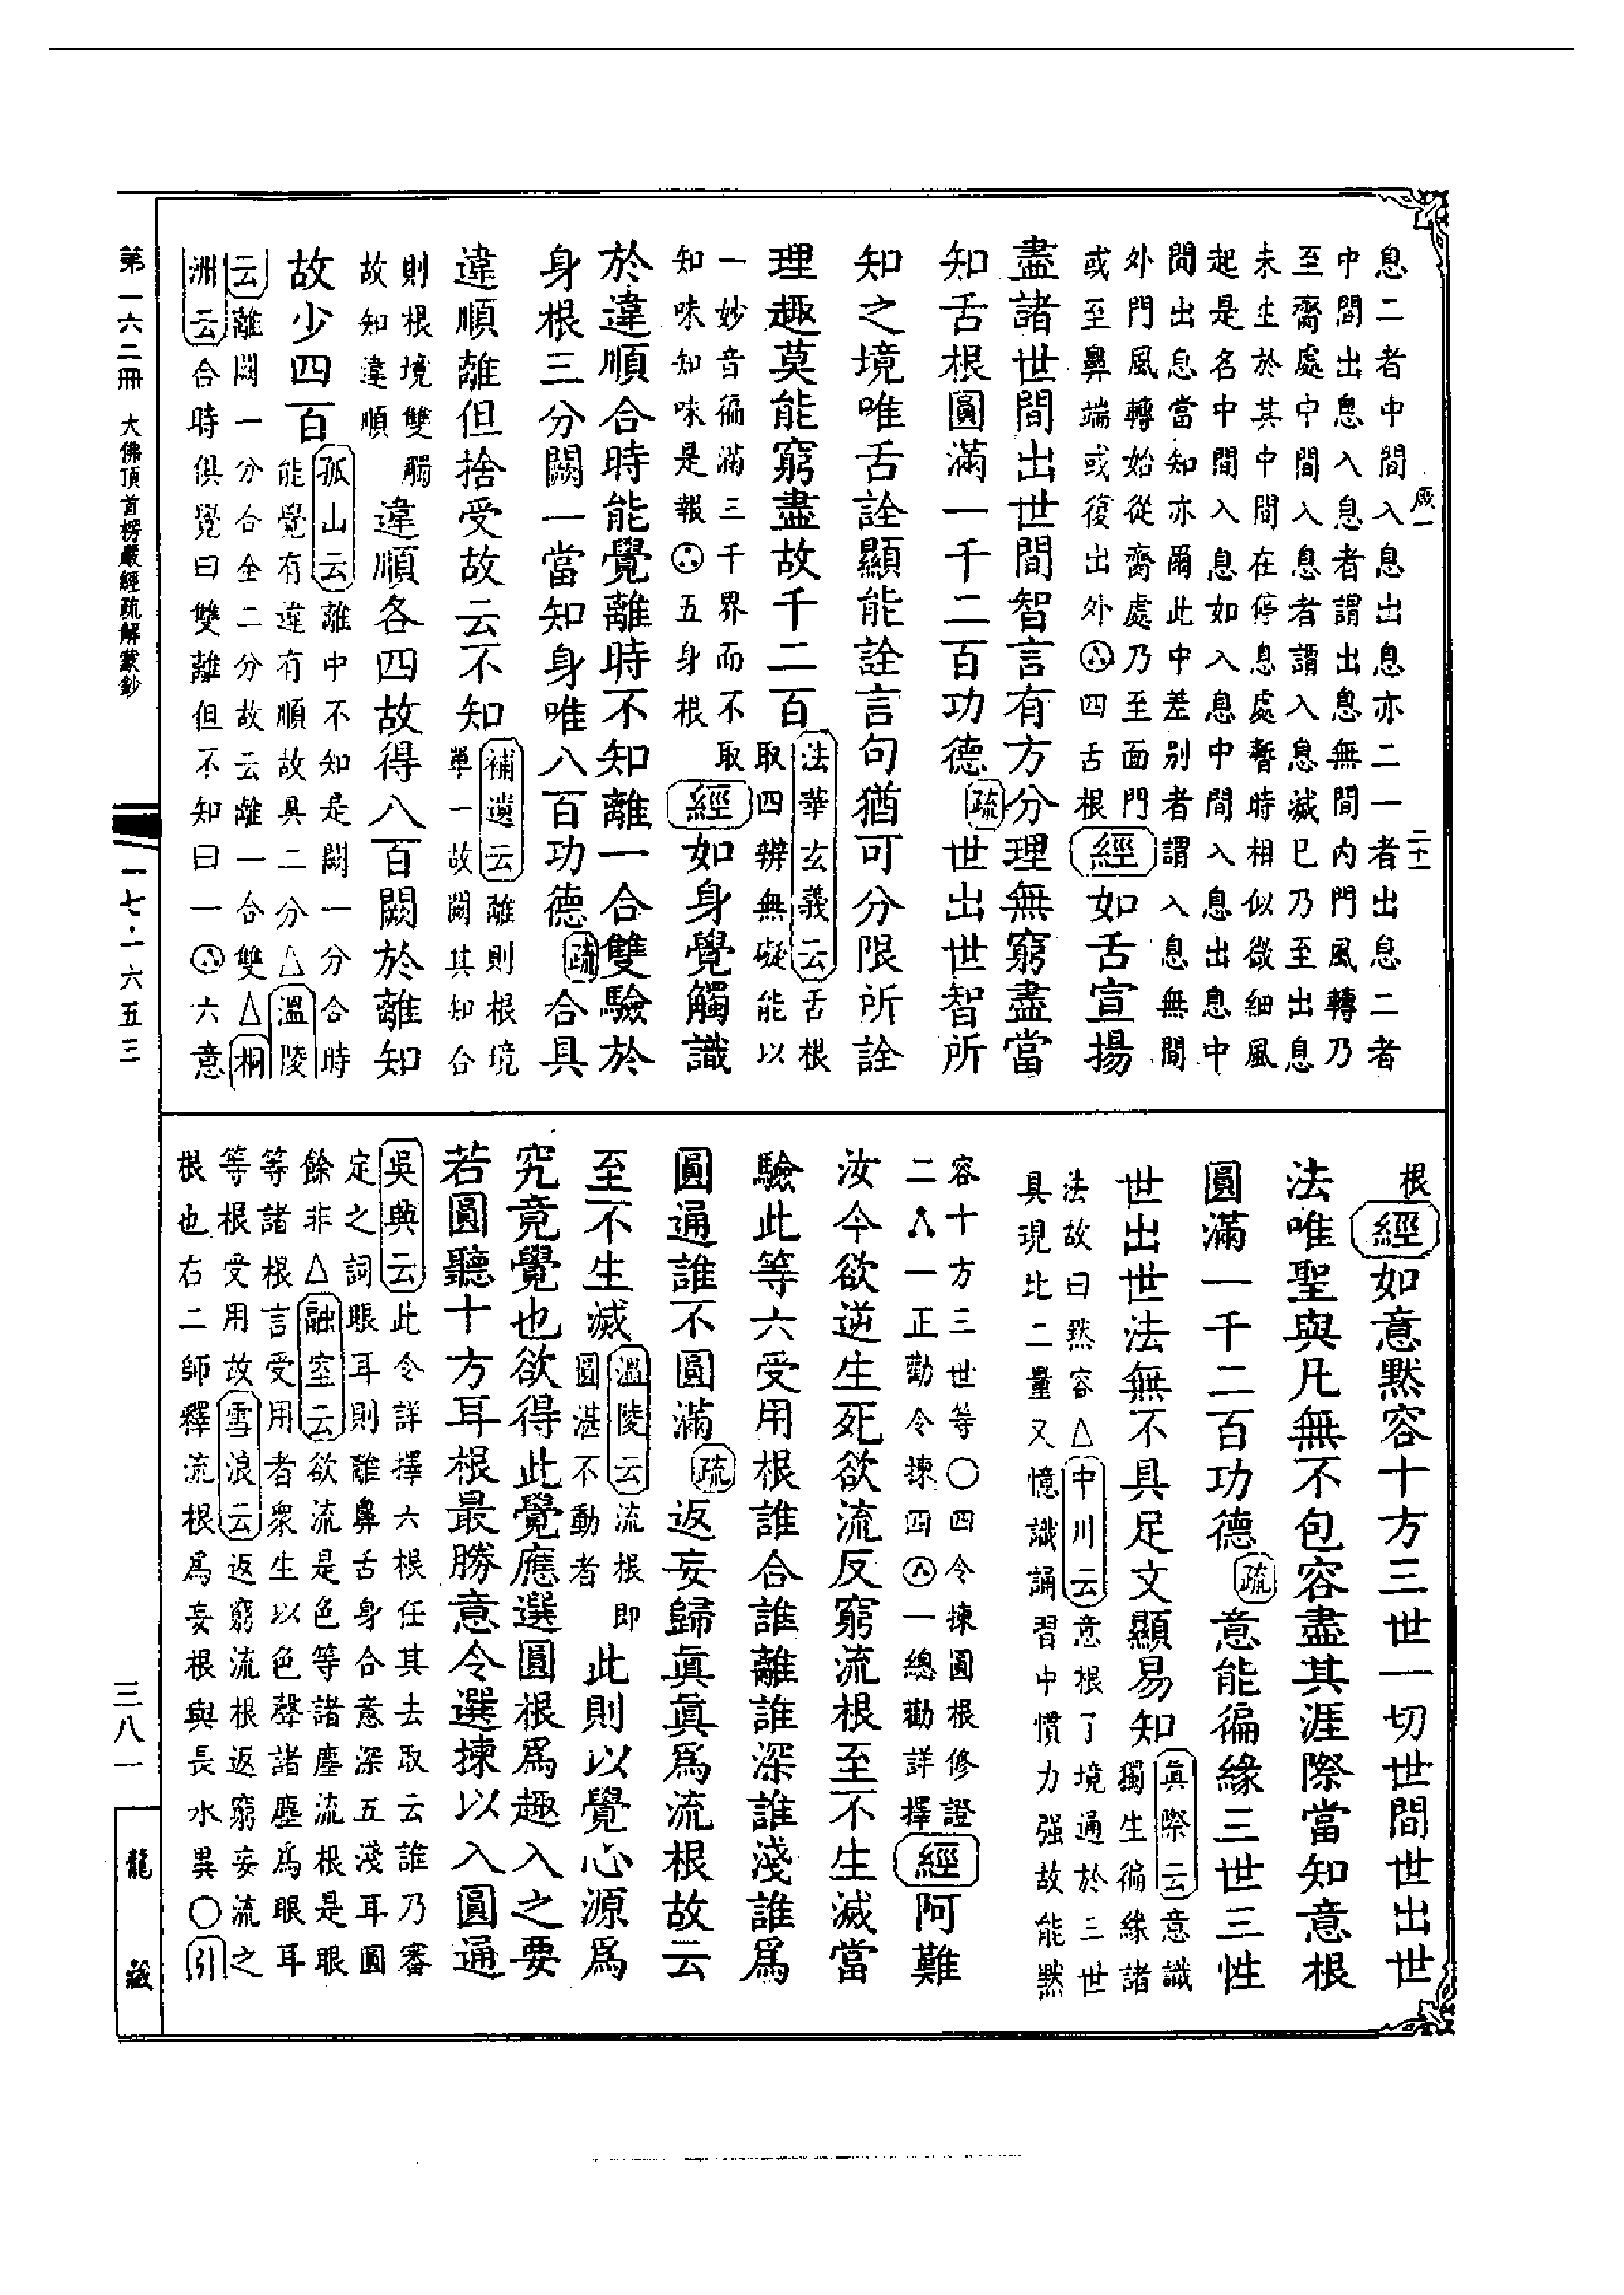 息二者中間入息出息亦二一者出息二者
中間出息入息者謂出息無間內門風轉乃
至齋處中間入息者謂入息滅已乃至出息
未生於其中間在停息處暫時相似微細風
起是名中間入息如入息中間入息出息中
間出息當知亦爾此中差別者謂入息無間
外門風轉始從齋處乃至面門
或至鼻端或復出外四舌根
經如舌宣揚
盡諸世間出世間智言有方分理無窮盡當
知舌根圓滿一千二百功德疏世出世智所
知之境唯舌詮顯能詮言句猶可分限所詮
理趣莫能窮盡故千二百
法華玄義云舌根
取四辨無礙能以
一妙音徧滿三千界而不取
知味知味是報五身根
經如身覺觸識
於違順合時能覺離時不知離一合雙驗於
身根三分闕一當知身唯八百功德疏合具
違順離但捨受故云不知
補遺云離則根境
單一故闕其知合
則根境雙觸
故知違順
違順各四故得八百闕於離知
故少四百
孤山云離中不知是闕一分合時
能覺有違有順故具二分△溫陵
云離闕一分合全二分故云離一合雙△桐
洲云合時俱覺曰雙離但不知曰一六意
根
經如意默容十方三世一切世間世出世
法唯聖與凡無不包容盡其涯際當知意根
圓滿一千二百功德疏意能徧緣三世三性
世出世法無不具足文顯易知
眞際云意識
獨生徧緣諸
法故曰默容△中川云意根了境通於三世
具現比二量又憶識誦習中慣力强故能默
容十方三世等○四令揀圓根修證
二一正勸令揀四一總勸詳擇
經阿難
汝今欲逆生死欲流反窮流根至不生滅當
驗此等六受用根誰合誰離誰深誰淺誰爲
圓通誰不圓滿疏返妄歸眞眞爲流根故云
至不生滅
溫陵云流根即
圓湛不動者
此則以覺心源爲
究竟覺也欲得此覺應選圓根爲趣入之要
若圓聽十方耳根最勝意令選揀以入圓通
吳興云此令詳擇六根任其去取云誰乃審
定之詞眼耳則離鼻舌身合意深五淺耳圓
餘非△融室云欲流是色等諸塵流根是眼
等諸根言受用者眾生以色聲諸塵爲眼耳
等根受用故雪浪云返窮流根返窮妄流之
根也右二師釋流根爲妄根與長水異○引
二十一
第一六二冊 大佛頂首楞嚴經疏解蒙鈔
一七·一六五三
三八一
龍藏